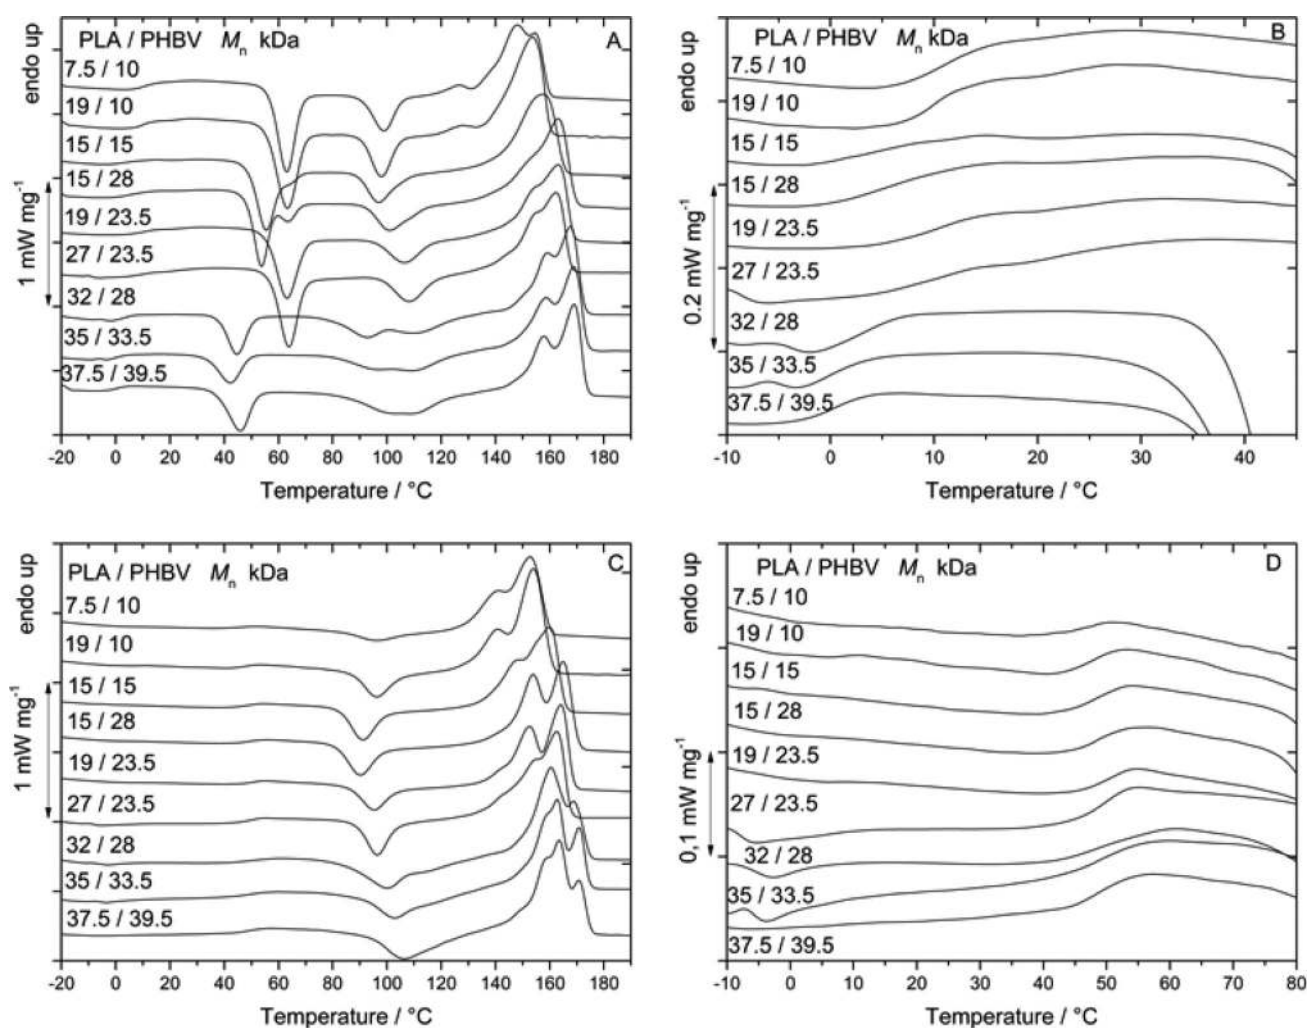 PLA / PHBV Mn kDa
A
7.5 / 10
19 / 10
15 / 15
15 / 28
19 / 23.5
27 / 23.5
32 / 28
35 / 33.5
37.5 / 39.5
endo up
1 mW mg-1
-20 0 20 40 60 80 100 120 140 160 180
Temperature / °C
PLA / PHBV Mn kDa
B
7.5 / 10
19 / 10
15 / 15
15 / 28
19 / 23.5
27 / 23.5
32 / 28
35 / 33.5
37.5 / 39.5
endo up
0.2 mW mg-1
-10 0 10 20 30 40
Temperature / °C
PLA / PHBV Mn kDa
C
7.5 / 10
19 / 10
15 / 15
15 / 28
19 / 23.5
27 / 23.5
32 / 28
35 / 33.5
37.5 / 39.5
endo up
1 mW mg-1
-20 0 20 40 60 80 100 120 140 160 180
Temperature / °C
PLA / PHBV Mn kDa
D
7.5 / 10
19 / 10
15 / 15
15 / 28
19 / 23.5
27 / 23.5
32 / 28
35 / 33.5
37.5 / 39.5
endo up
0,1 mW mg-1
-10 0 10 20 30 40 50 60 70 80
Temperature / °C